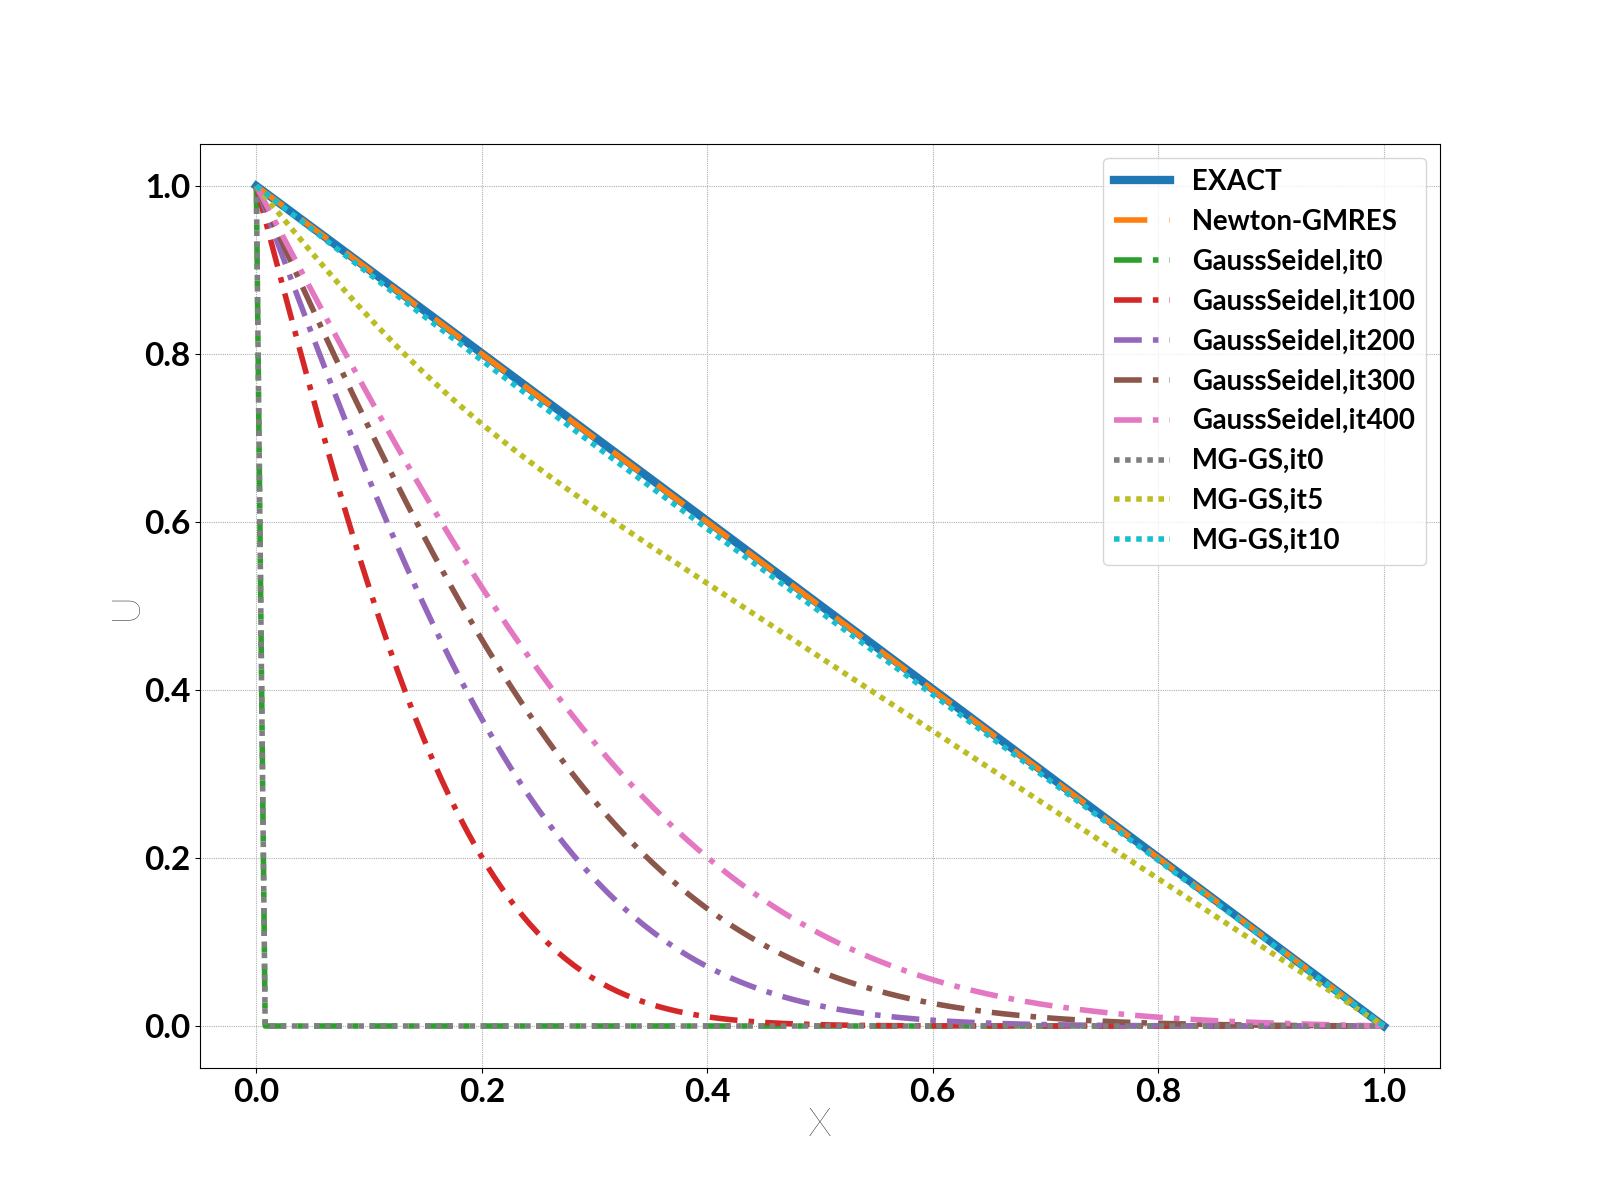 1.0
0.8
0.6
0.4
0.2
0.0
U
0.0 0.2 0.4 0.6 0.8 1.0
X
EXACT
Newton-GMRES
GaussSeidel,it0
GaussSeidel,it100
GaussSeidel,it200
GaussSeidel,it300
GaussSeidel,it400
MG-GS,it0
MG-GS,it5
MG-GS,it10